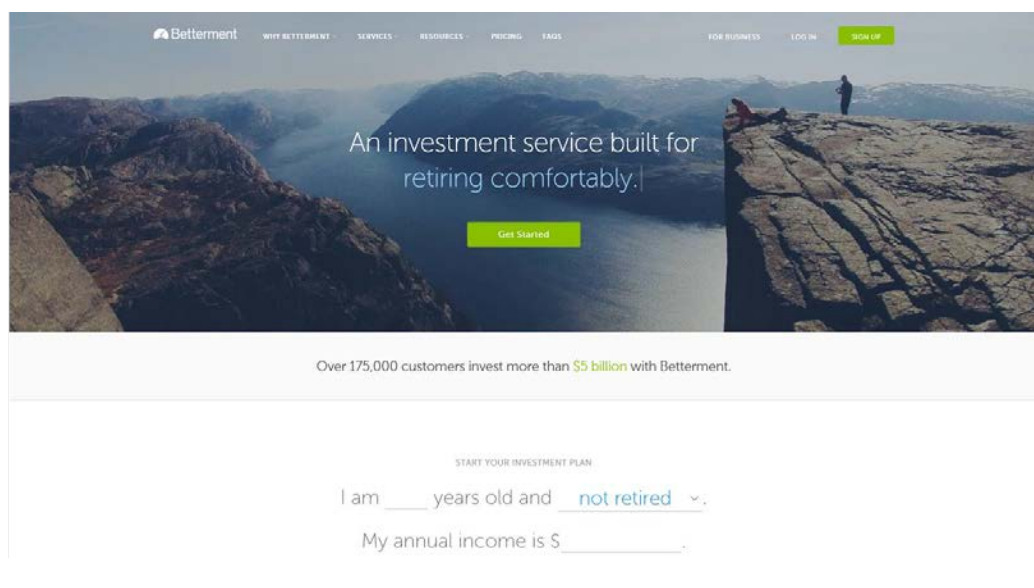 Betterment WHY BETTERMENT SERVICES RESOURCES PRICING FAQS FOR BUSINESS LOG IN SIGN UP
An investment service built for
retiring comfortably.
Get Started
Over 175,000 customers invest more than $5 billion with Betterment.
START YOUR INVESTMENT PLAN
I am ____ years old and not retired .
My annual income is $__________.